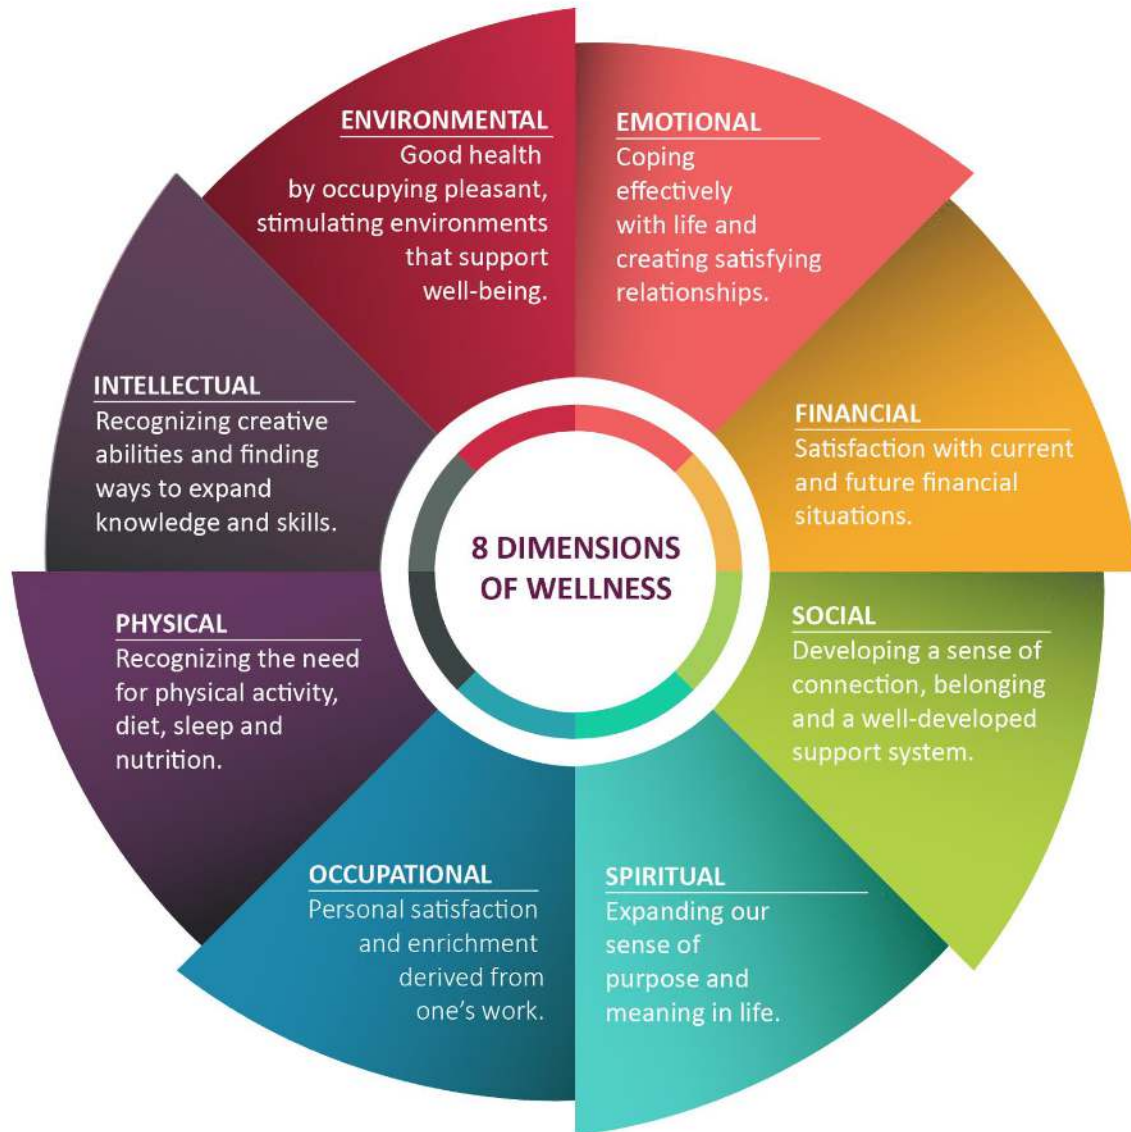 8 DIMENSIONS
OF WELLNESS
EMOTIONAL
Coping
effectively
with life and
creating satisfying
relationships.
FINANCIAL
Satisfaction with current
and future financial
situations.
SOCIAL
Developing a sense of
connection, belonging
and a well-developed
support system.
SPIRITUAL
Expanding our
sense of
purpose and
meaning in life.
OCCUPATIONAL
Personal satisfaction
and enrichment
derived from
one’s work.
PHYSICAL
Recognizing the need
for physical activity,
diet, sleep and
nutrition.
INTELLECTUAL
Recognizing creative
abilities and finding
ways to expand
knowledge and skills.
ENVIRONMENTAL
Good health
by occupying pleasant,
stimulating environments
that support
well-being.